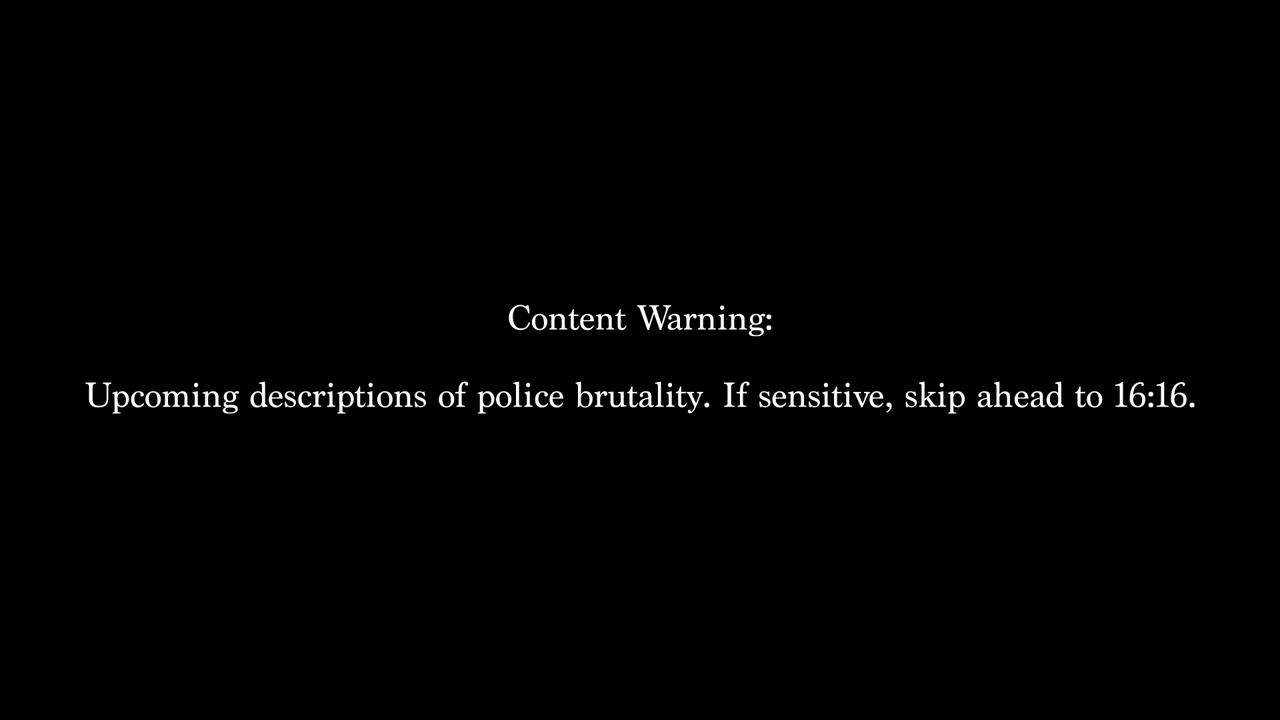 Content Warning:
Upcoming descriptions of police brutality. If sensitive, skip ahead to 16:16.